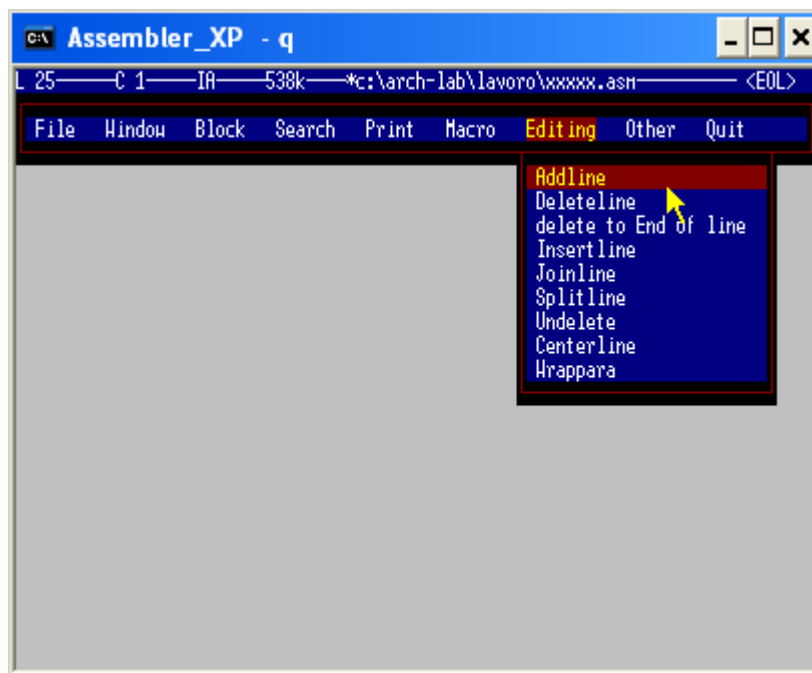 Assembler_XP - q
L 25 C 1 IA 538k *c:\arch-lab\lavoro\xxxxx.asm <EOL>
File Window Block Search Print Macro Editing Other Quit
Addline
Deleteline
delete to End of line
Insertline
Joinline
Splitline
Undelete
Centerline
Wrappara